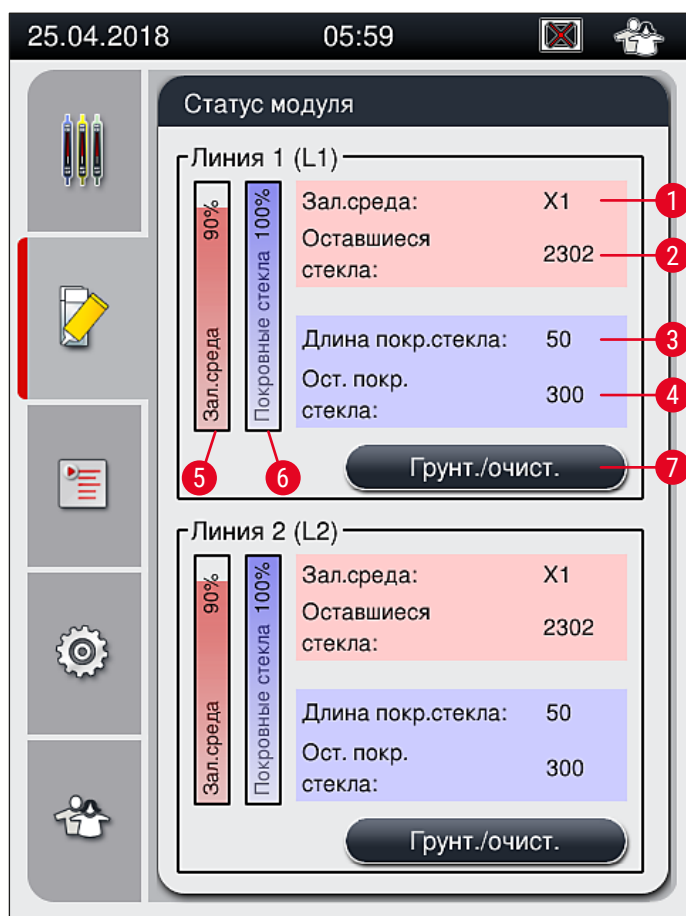 25.04.2018 05:59
Статус модуля
Линия 1 (L1)
90%
Зал.среда
Покровные стекла 100%
Зал.среда: X1
Оставшиеся
стекла: 2302
Длина покр.стекла: 50
Ост. покр.
стекла: 300
Грунт./очист.
1
2
3
4
5
6
7
Линия 2 (L2)
90%
Зал.среда
Покровные стекла 100%
Зал.среда: X1
Оставшиеся
стекла: 2302
Длина покр.стекла: 50
Ост. покр.
стекла: 300
Грунт./очист.